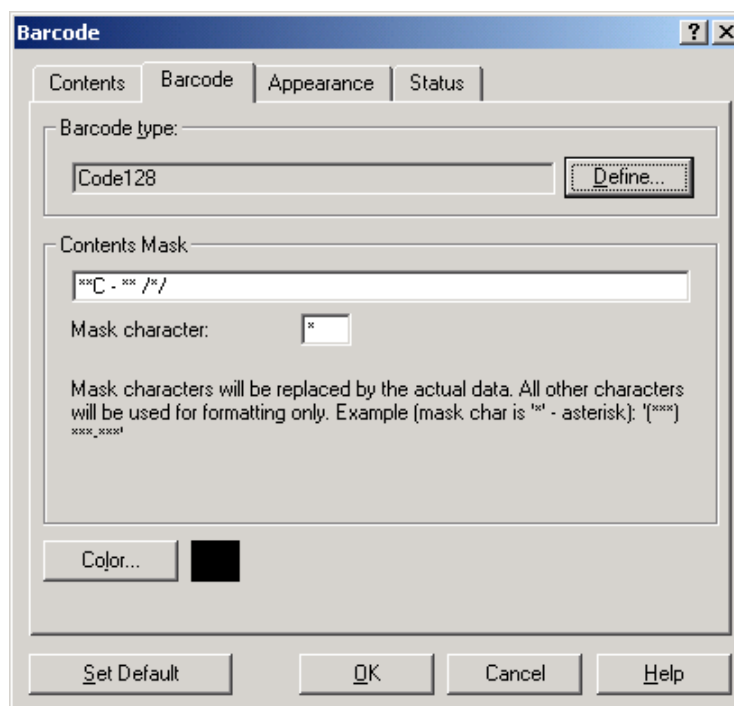 Barcode
Contents Barcode Appearance Status
Barcode type:
Code128 Define...
Contents Mask
**C - ** /*/
Mask character: *
Mask characters will be replaced by the actual data. All other characters
will be used for formatting only. Example (mask char is '*' - asterisk): '(***)
***-***'
Color...
Set Default OK Cancel Help